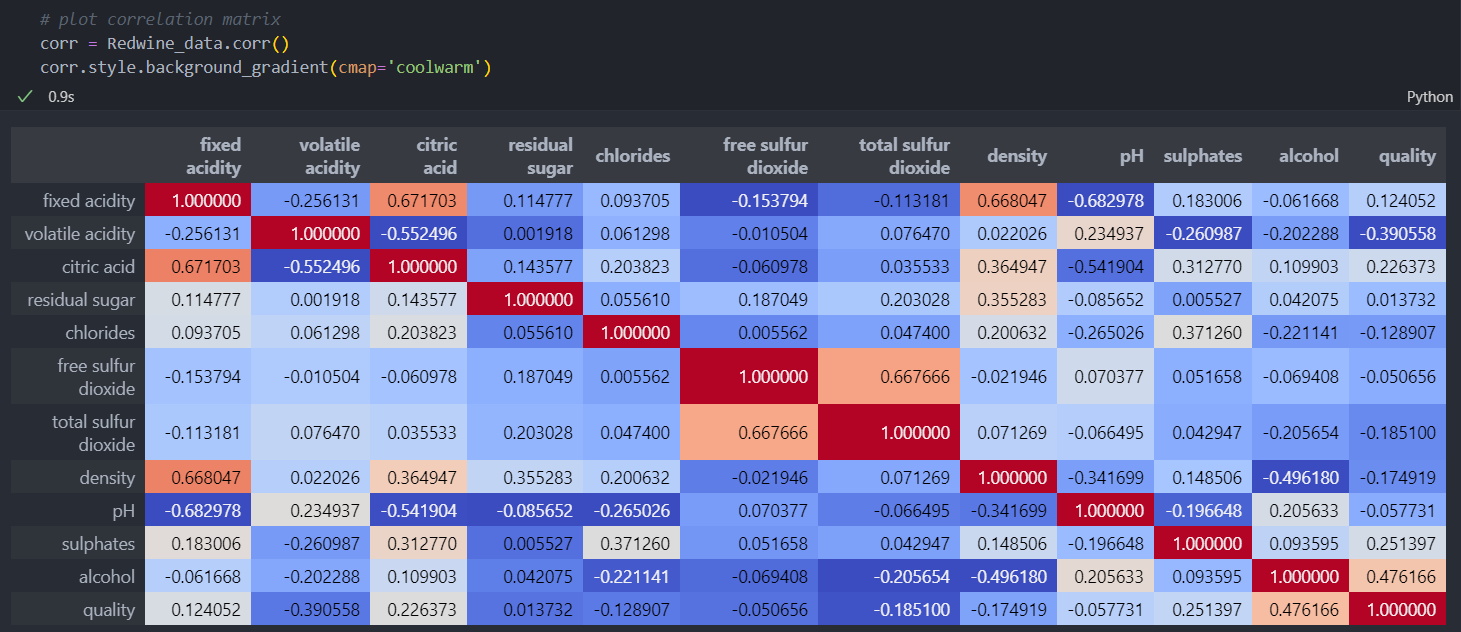 # plot correlation matrix
corr = Redwine_data.corr()
corr.style.background_gradient(cmap='coolwarm')
✓ 0.9s Python
fixed acidity volatile acidity citric acid residual sugar chlorides free sulfur dioxide total sulfur dioxide density pH sulphates alcohol quality
fixed acidity 1.000000 -0.256131 0.671703 0.114777 0.093705 -0.153794 -0.113181 0.668047 -0.682978 0.183006 -0.061668 0.124052
volatile acidity -0.256131 1.000000 -0.552496 0.001918 0.061298 -0.010504 0.076470 0.022026 0.234937 -0.260987 -0.202288 -0.390558
citric acid 0.671703 -0.552496 1.000000 0.143577 0.203823 -0.060978 0.035533 0.364947 -0.541904 0.312770 0.109903 0.226373
residual sugar 0.114777 0.001918 0.143577 1.000000 0.055610 0.187049 0.203028 0.355283 -0.085652 0.005527 0.042075 0.013732
chlorides 0.093705 0.061298 0.203823 0.055610 1.000000 0.005562 0.047400 0.200632 -0.265026 0.371260 -0.221141 -0.128907
free sulfur dioxide -0.153794 -0.010504 -0.060978 0.187049 0.005562 1.000000 0.667666 -0.021946 0.070377 0.051658 -0.069408 -0.050656
total sulfur dioxide -0.113181 0.076470 0.035533 0.203028 0.047400 0.667666 1.000000 0.071269 -0.066495 0.042947 -0.205654 -0.185100
density 0.668047 0.022026 0.364947 0.355283 0.200632 -0.021946 0.071269 1.000000 -0.341699 0.148506 -0.496180 -0.174919
pH -0.682978 0.234937 -0.541904 -0.085652 -0.265026 0.070377 -0.066495 -0.341699 1.000000 -0.196648 0.205633 -0.057731
sulphates 0.183006 -0.260987 0.312770 0.005527 0.371260 0.051658 0.042947 0.148506 -0.196648 1.000000 0.093595 0.251397
alcohol -0.061668 -0.202288 0.109903 0.042075 -0.221141 -0.069408 -0.205654 -0.496180 0.205633 0.093595 1.000000 0.476166
quality 0.124052 -0.390558 0.226373 0.013732 -0.128907 -0.050656 -0.185100 -0.174919 -0.057731 0.251397 0.476166 1.000000